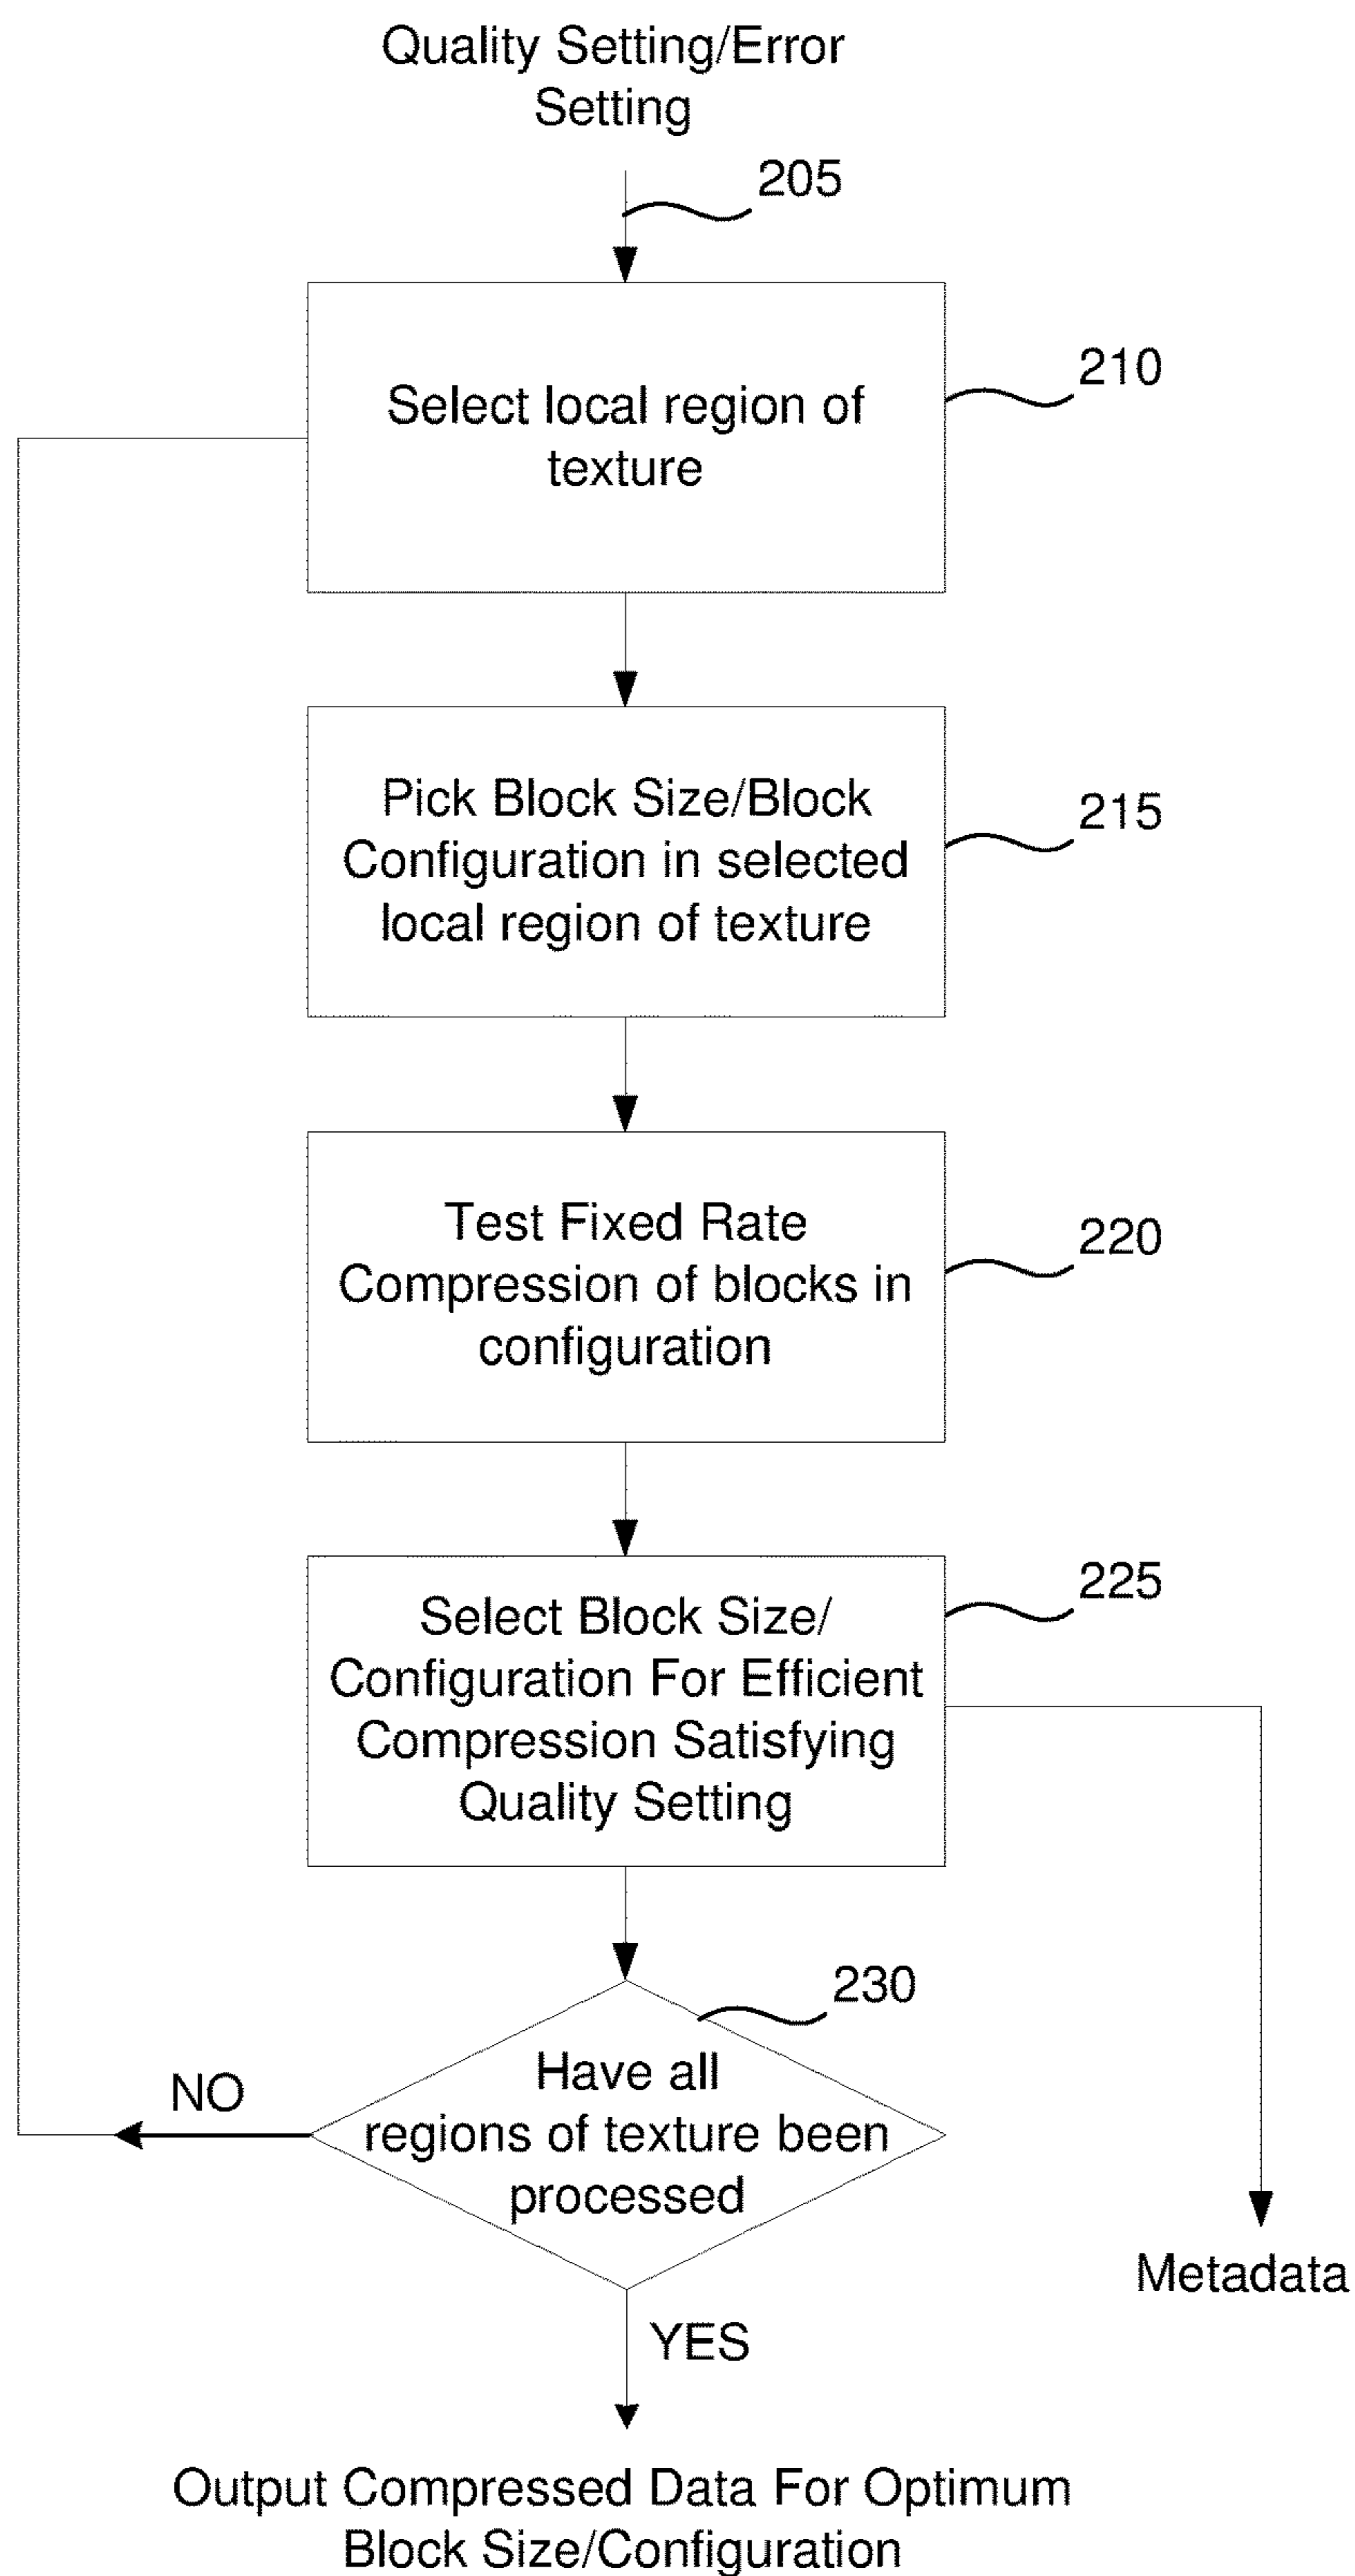 Quality Setting/Error
Setting
205
Select local region of
texture
210
Pick Block Size/Block
Configuration in selected
local region of texture
215
Test Fixed Rate
Compression of blocks in
configuration
220
Select Block Size/
Configuration For Efficient
Compression Satisfying
Quality Setting
225
230
Have all
regions of texture been
processed
NO
Metadata
YES
Output Compressed Data For Optimum
Block Size/Configuration